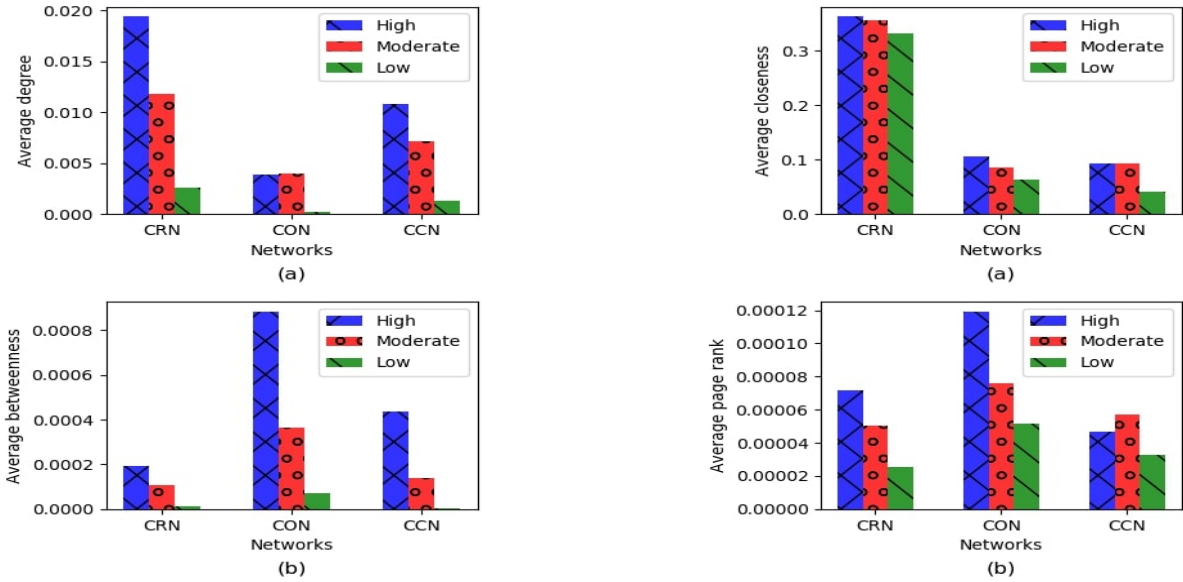 0.020
0.015
0.010
0.005
0.000
Average degree
High
Moderate
Low
CRN CON CCN
Networks
(a)
0.3
0.2
0.1
0.0
Average closeness
High
Moderate
Low
CRN CON CCN
Networks
(a)
0.0008
0.0006
0.0004
0.0002
0.0000
Average betweenness
High
Moderate
Low
CRN CON CCN
Networks
(b)
0.00012
0.00010
0.00008
0.00006
0.00004
0.00002
0.00000
Average page rank
High
Moderate
Low
CRN CON CCN
Networks
(b)